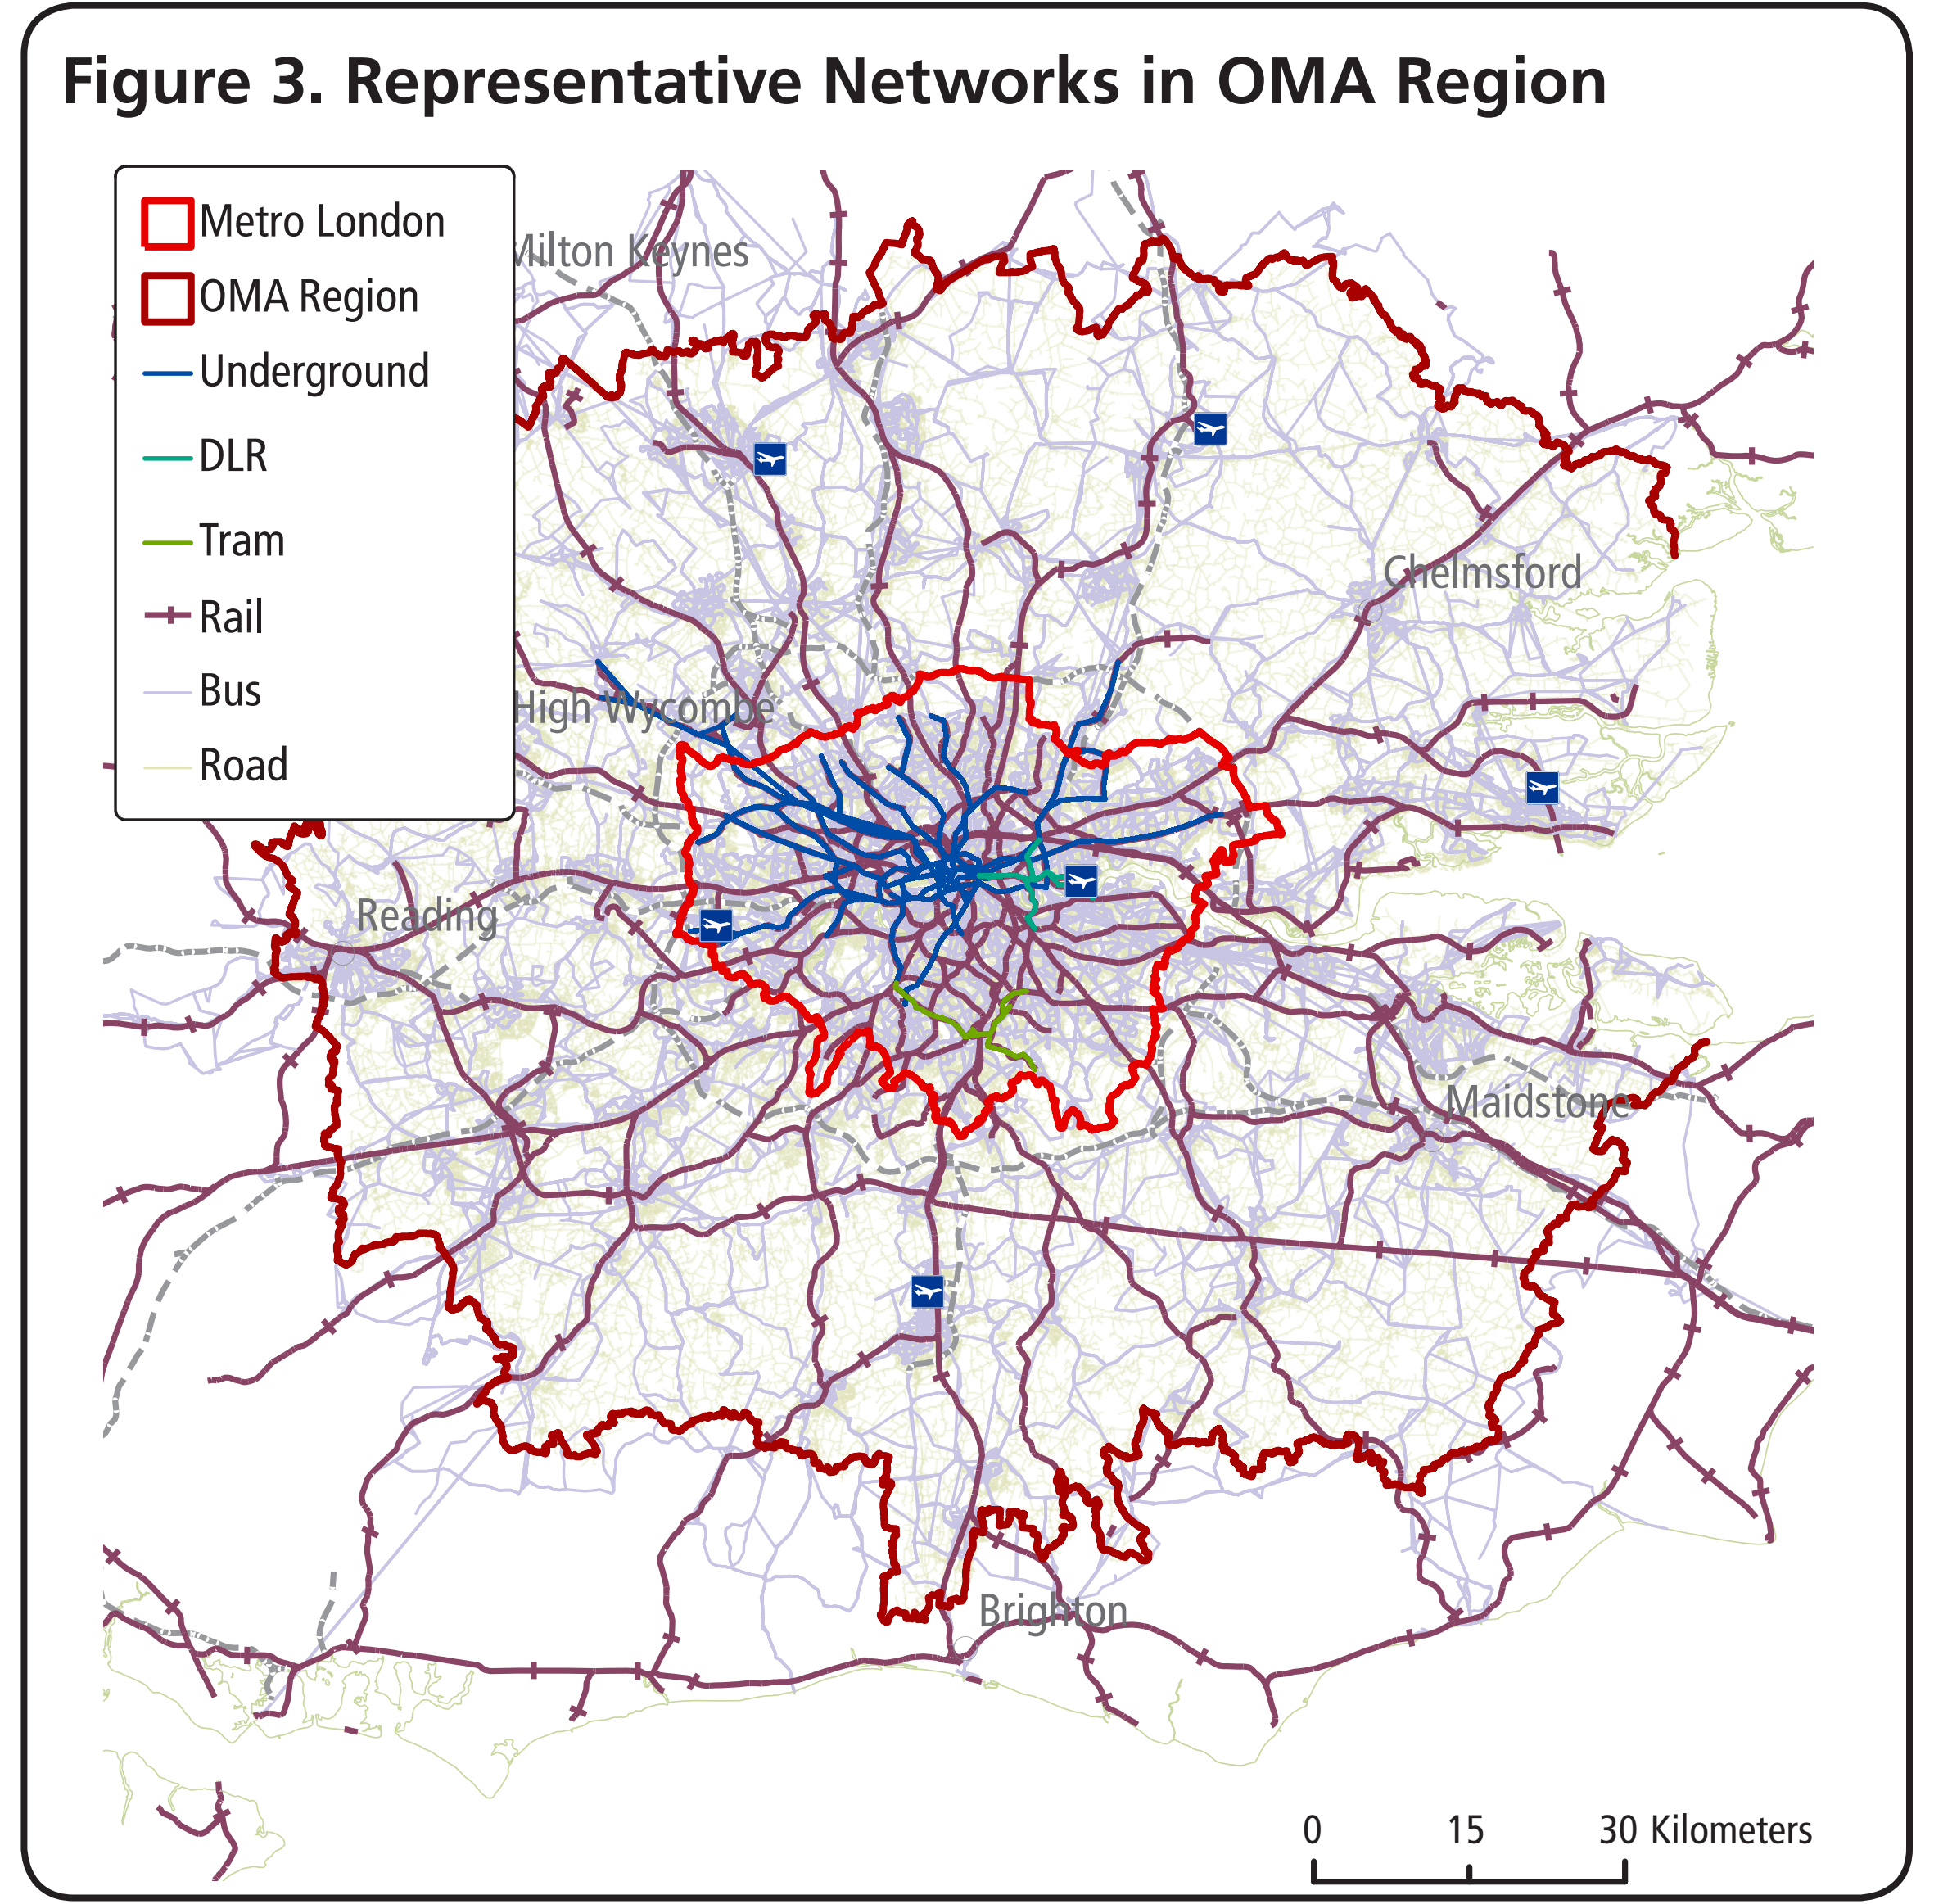 Figure 3. Representative Networks in OMA Region
Metro London
OMA Region
Underground
DLR
Tram
Rail
Bus
Road
Milton Keynes
Chelmsford
High Wycombe
Reading
Maidstone
Brighton
0 15 30 Kilometers